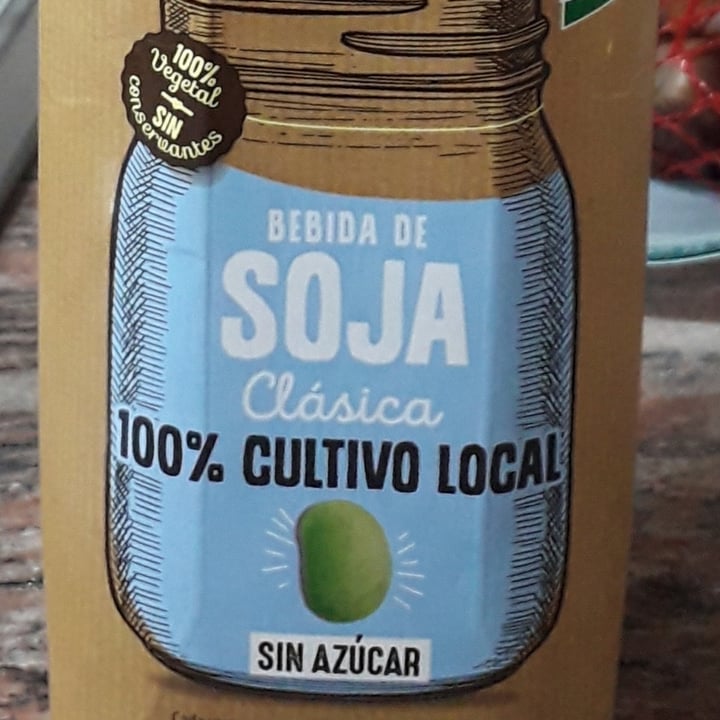 100%
Vegetal
SIN
conservantes
BEBIDA DE
SOJA
Clásica
100% CULTIVO LOCAL
SIN AZÚCAR